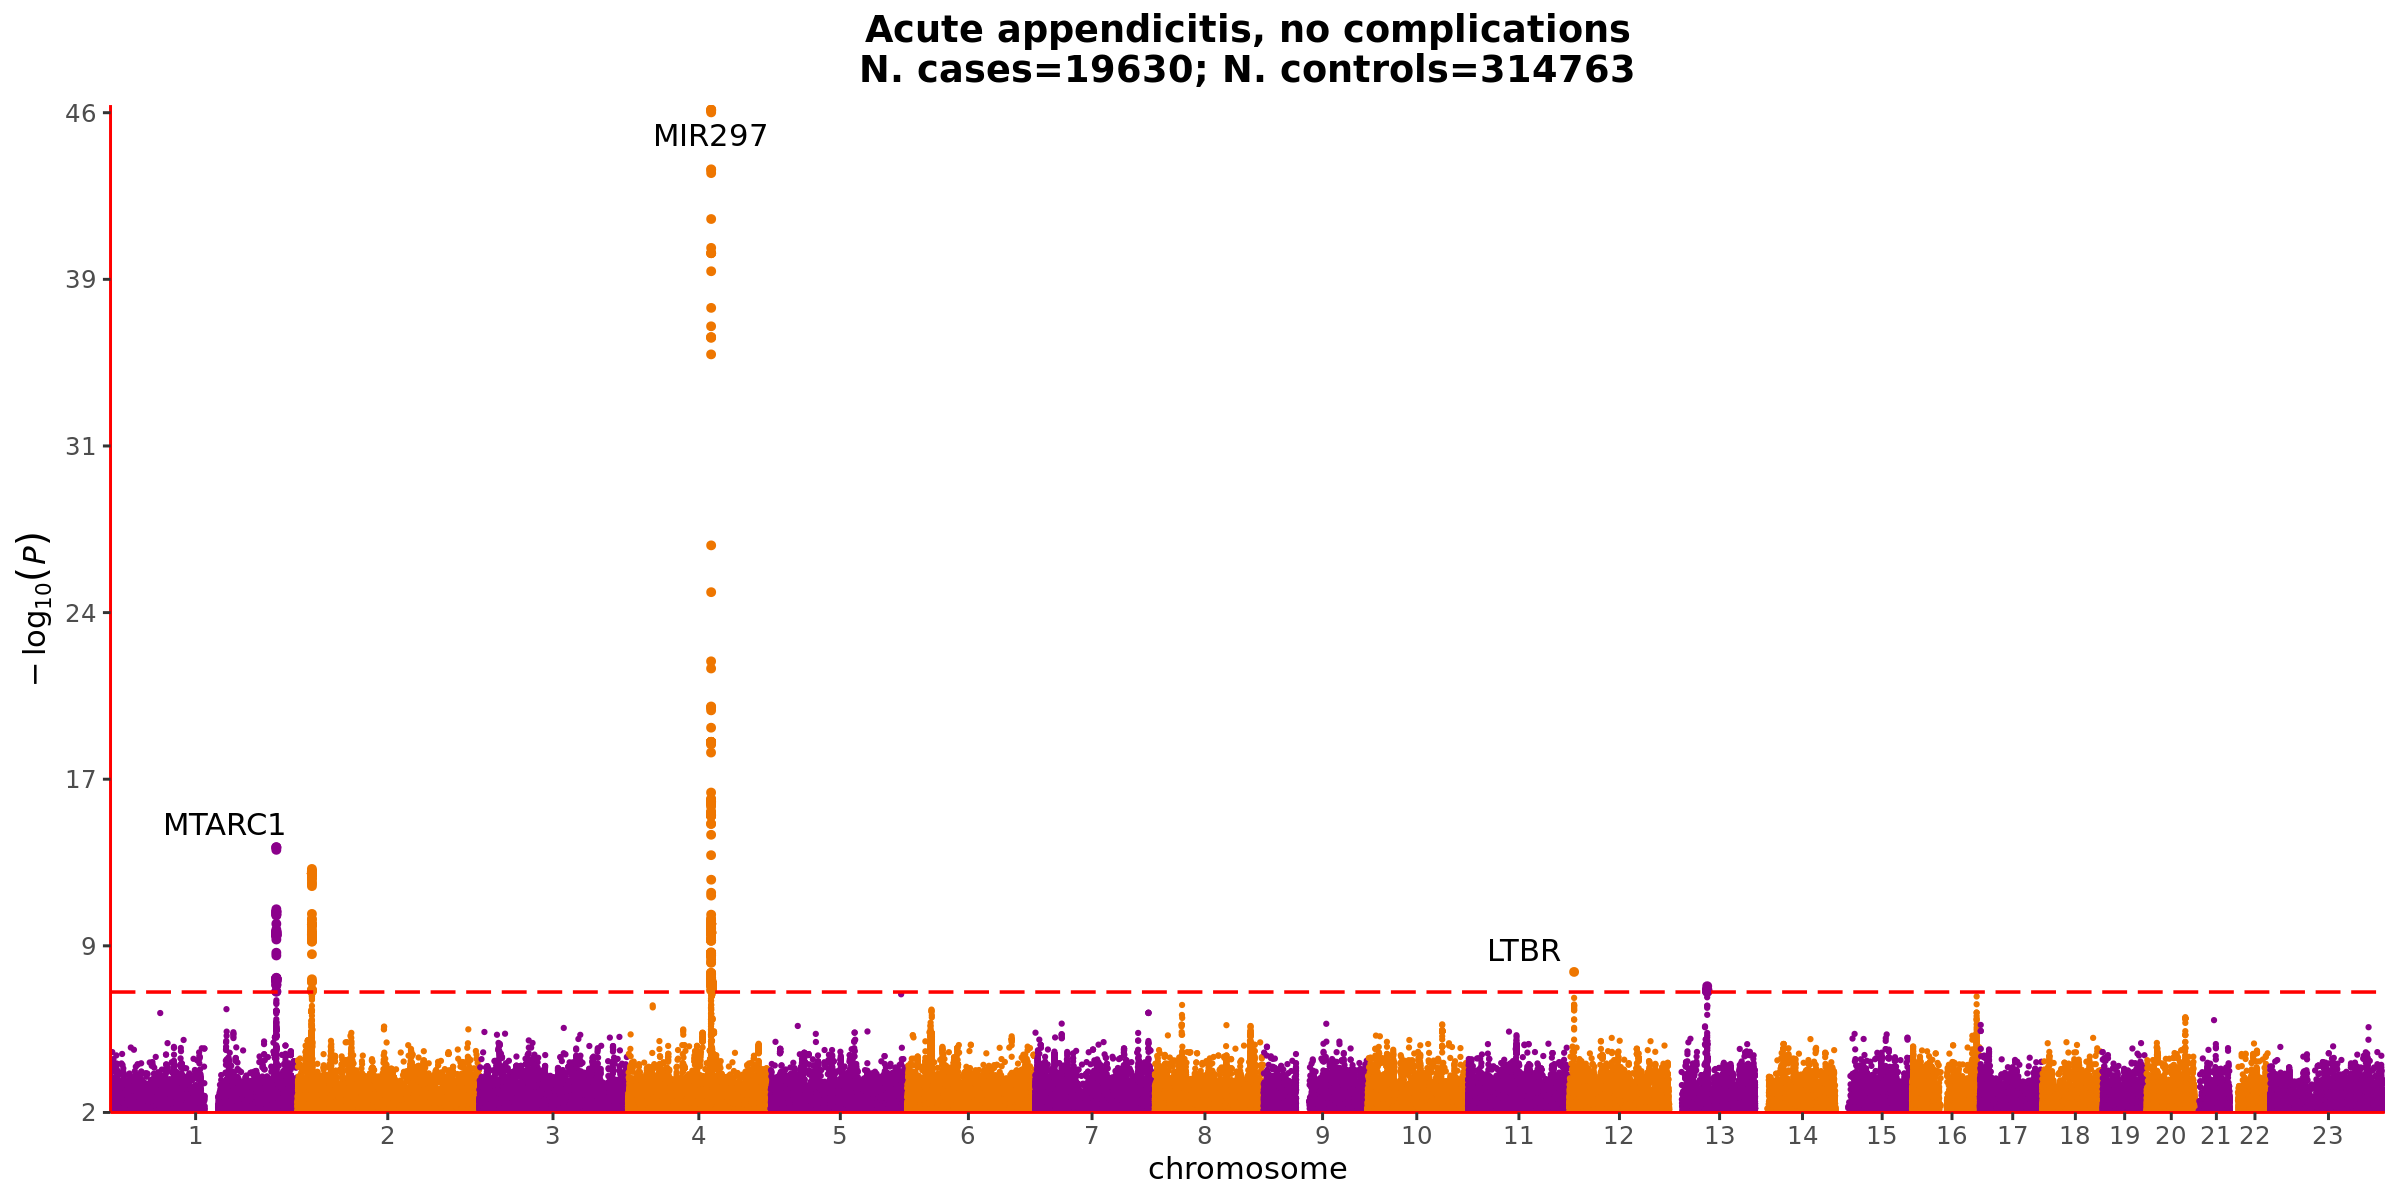 Acute appendicitis, no complications
N. cases=19630; N. controls=314763
46
MIR297
39
31
24
− log10(P)
17
MTARC1
9
LTBR
2
1 2 3 4 5 6 7 8 9 10 11 12 13 14 15 16 17 18 19 20 21 22 23
chromosome